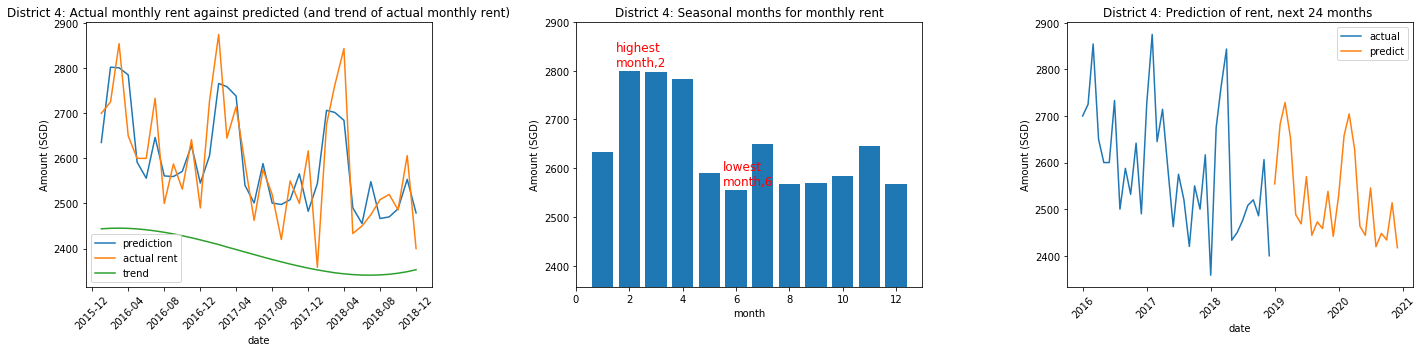 District 4: Actual monthly rent against predicted (and trend of actual monthly rent)
Amount (SGD)
2900
2800
2700
2600
2500
2400
prediction
actual rent
trend
2015-12
2016-04
2016-08
2016-12
2017-04
2017-08
2017-12
2018-04
2018-08
2018-12
date
District 4: Seasonal months for monthly rent
Amount (SGD)
2900
2800
2700
2600
2500
2400
highest
month,2
lowest
month,6
0
2
4
6
8
10
12
month
District 4: Prediction of rent, next 24 months
Amount (SGD)
2900
2800
2700
2600
2500
2400
actual
predict
2016
2017
2018
2019
2020
2021
date